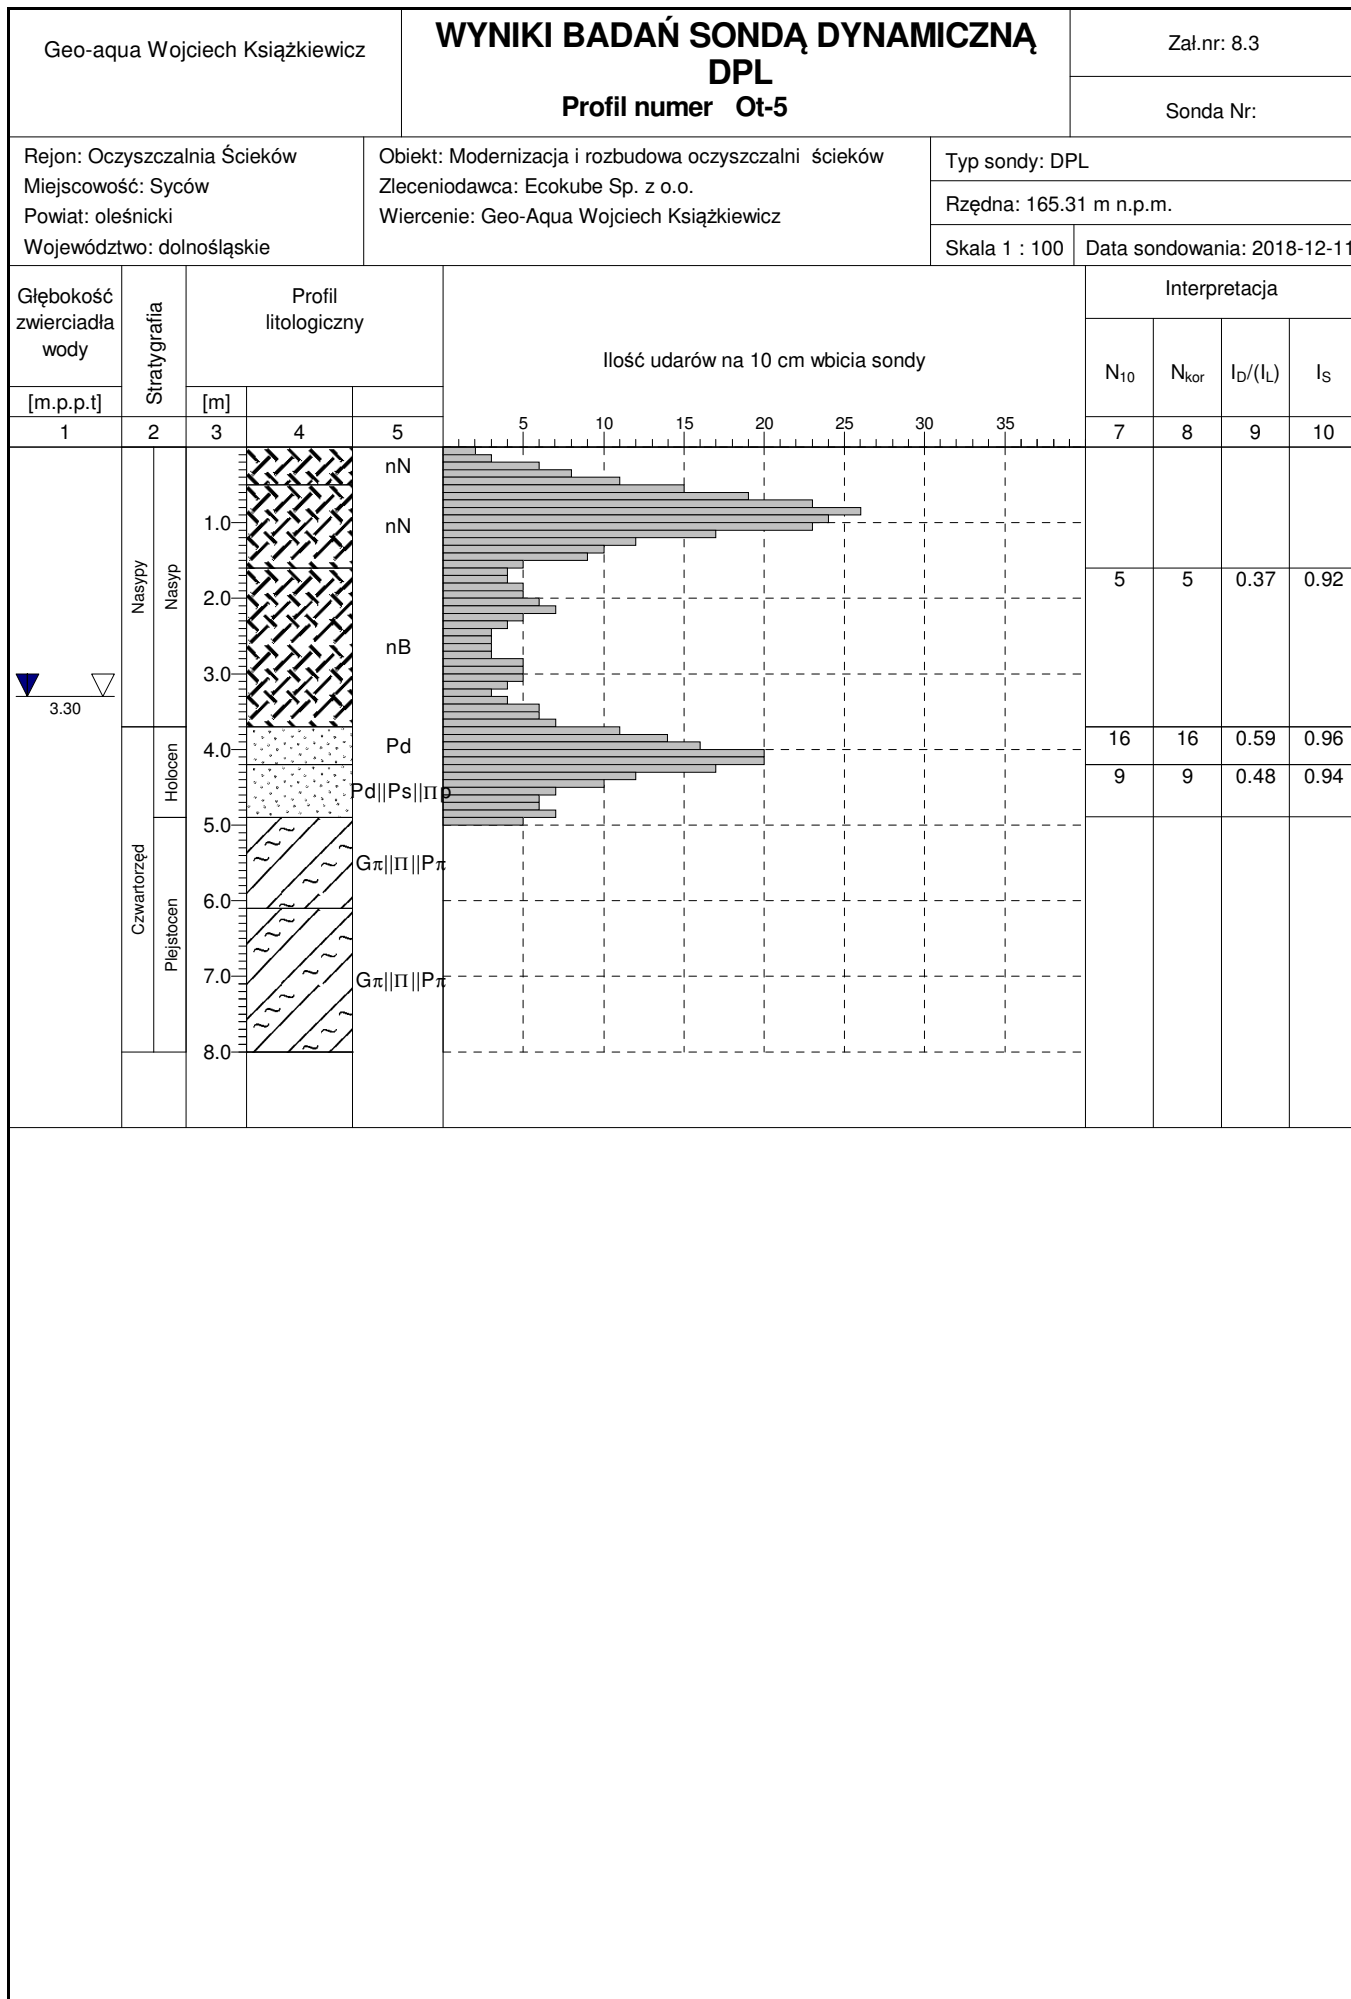 Geo-aqua Wojciech Książkiewicz
WYNIKI BADAŃ SONDĄ DYNAMICZNĄ
DPL
Profil numer Ot-5
Zał.nr: 8.3
Sonda Nr:
Rejon: Oczyszczalnia Ścieków
Miejscowość: Syców
Powiat: oleśnicki
Województwo: dolnośląskie
Obiekt: Modernizacja i rozbudowa oczyszczalni ścieków
Zleceniodawca: Ecokube Sp. z o.o.
Wiercenie: Geo-Aqua Wojciech Książkiewicz
Typ sondy: DPL
Rzędna: 165.31 m n.p.m.
Skala 1 : 100
Data sondowania: 2018-12-11
Głębokość
zwierciadła
wody
[m.p.p.t]
Stratygrafia
Profil
litologiczny
[m]
Ilość udarów na 10 cm wbicia sondy
Interpretacja
N10 Nkor ID/(IL) IS
1 2 3 4 5
5 10 15 20 25 30 35
7 8 9 10
nN
1.0 nN
5 5 0.37 0.92
2.0
Nasypy
Nasyp
nB
3.0
3.30
Pd
16 16 0.59 0.96
4.0
Holocen
Pd||Ps||Πp
9 9 0.48 0.94
5.0
Czwartorzęd
Plejstocen
Gπ||Π||Pπ
6.0
7.0 Gπ||Π||Pπ
8.0